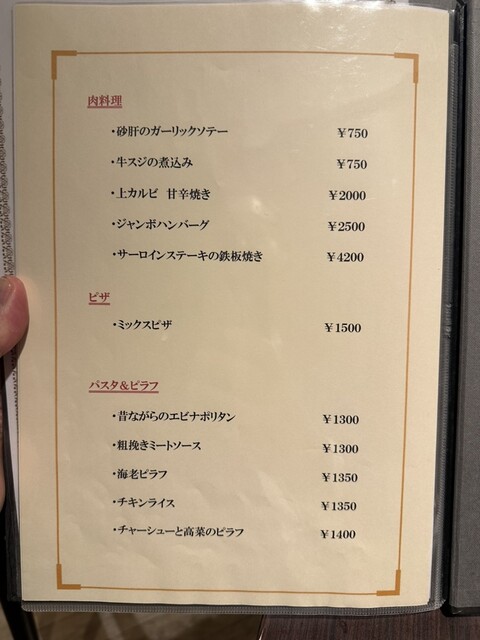 肉料理
・砂肝のガーリックソテー ￥750
・牛スジの煮込み ￥750
・上カルビ 甘辛焼き ￥2000
・ジャンボハンバーグ ￥2500
・サーロインステーキの鉄板焼き ￥4200
ピザ
・ミックスピザ ￥1500
パスタ＆ピラフ
・昔ながらのエビナポリタン ￥1300
・粗挽きミートソース ￥1300
・海老ピラフ ￥1350
・チキンライス ￥1350
・チャーシューと高菜のピラフ ￥1400